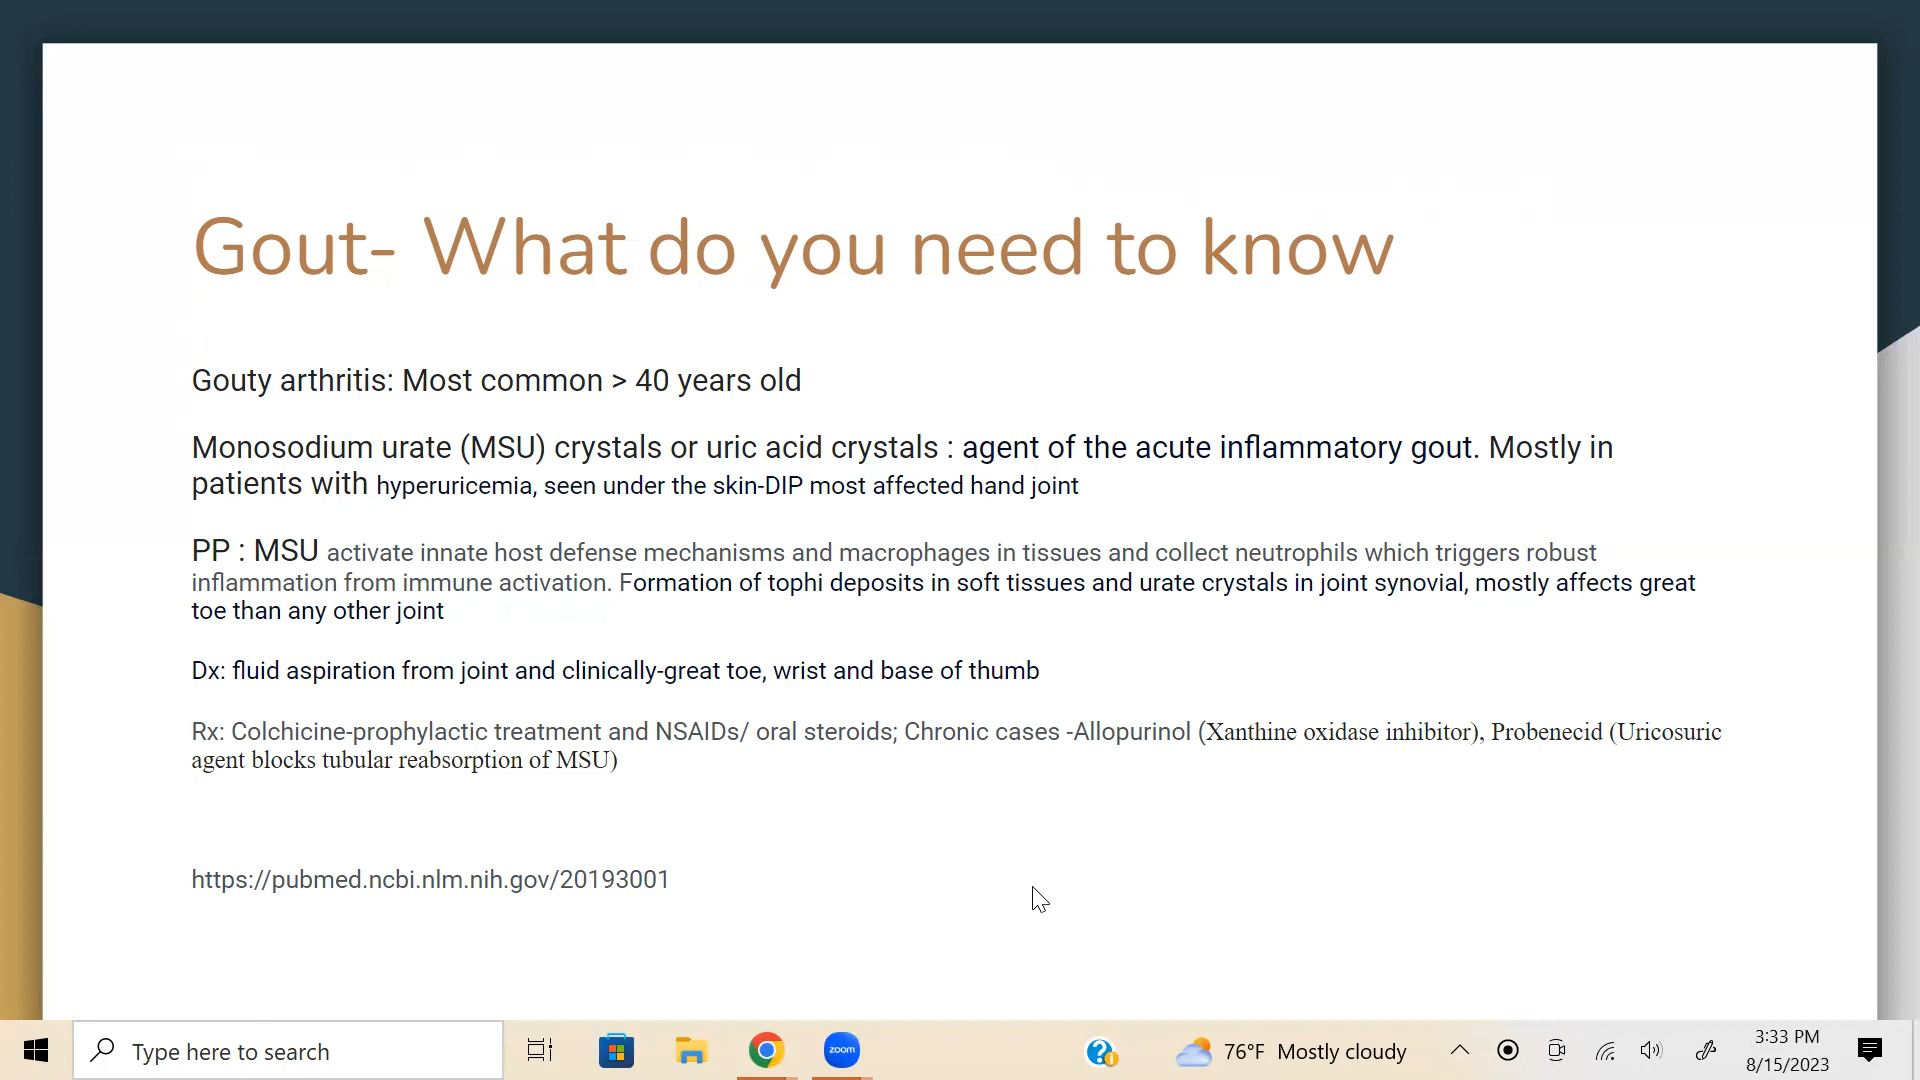 Gout- What do you need to know
Gouty arthritis: Most common > 40 years old
Monosodium urate (MSU) crystals or uric acid crystals : agent of the acute inflammatory gout. Mostly in
patients with hyperuricemia, seen under the skin-DIP most affected hand joint
PP : MSU activate innate host defense mechanisms and macrophages in tissues and collect neutrophils which triggers robust
inflammation from immune activation. Formation of tophi deposits in soft tissues and urate crystals in joint synovial, mostly affects great
toe than any other joint
Dx: fluid aspiration from joint and clinically-great toe, wrist and base of thumb
Rx: Colchicine-prophylactic treatment and NSAIDs/ oral steroids; Chronic cases -Allopurinol (Xanthine oxidase inhibitor), Probenecid (Uricosuric
agent blocks tubular reabsorption of MSU)
https://pubmed.ncbi.nlm.nih.gov/20193001
Type here to search
zoom
76°F Mostly cloudy
3:33 PM
8/15/2023